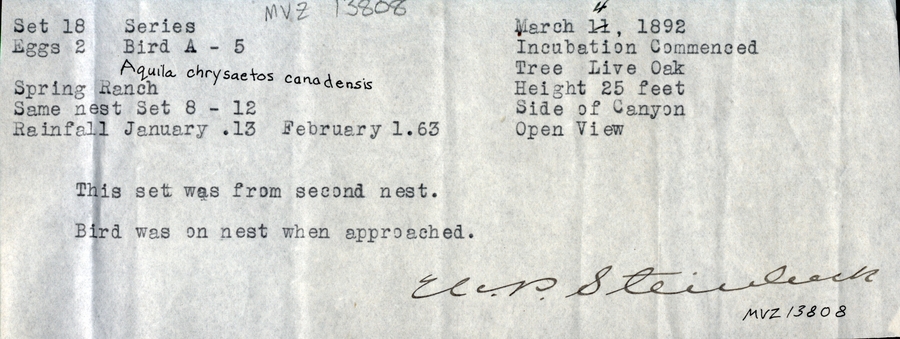 MVZ 13808
Set 18 Series
Eggs 2 Bird A - 5
Aquila chrysaetos canadensis
Spring Ranch
Same nest Set 8 - 12
Rainfall January .13 February 1.63
4
March 11, 1892
Incubation Commenced
Tree Live Oak
Height 25 feet
Side of Canyon
Open View
This set was from second nest.
Bird was on nest when approached.
Steinbeck
MVZ 13808